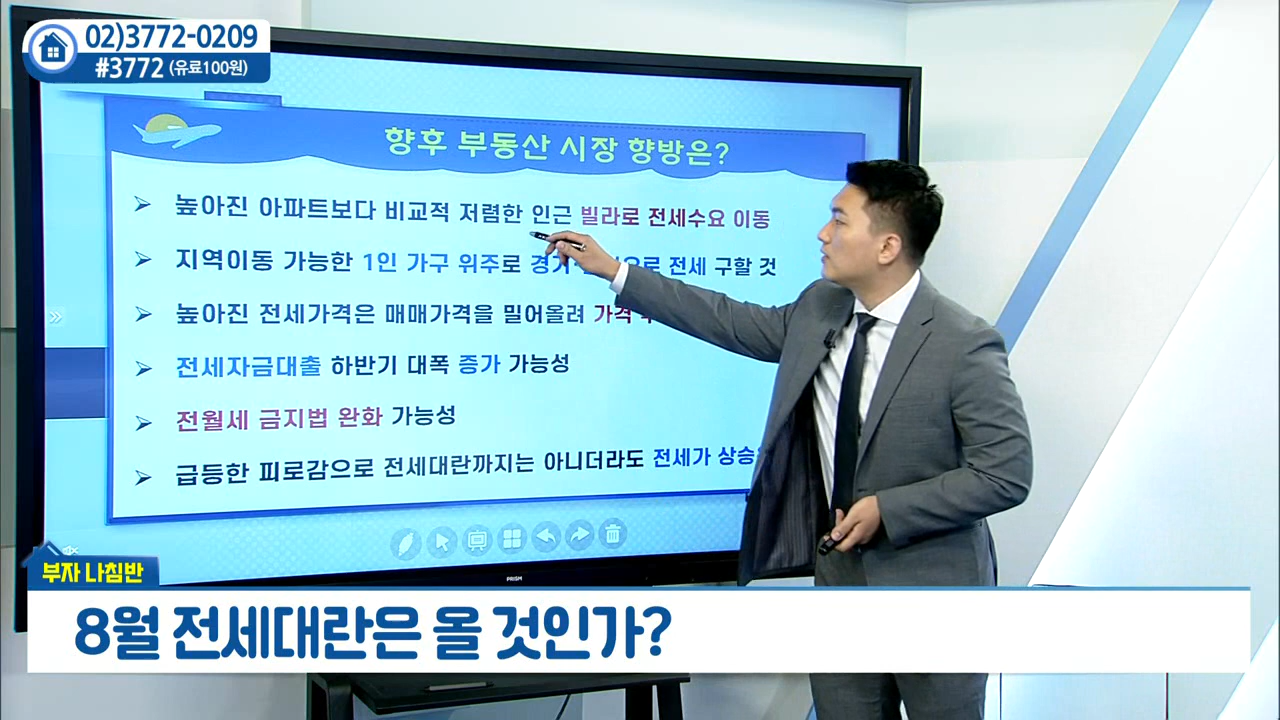 02)3772-0209
#3772 (유료100원)
향후 부동산 시장 향방은?
높아진 아파트보다 비교적 저렴한 인근 빌라로 전세수요 이동
지역이동 가능한 1인 가구 위주로 경기 으로 전세 구할 것
높아진 전세가격은 매매가격을 밀어올려 가격
전세자금대출 하반기 대폭 증가 가능성
전월세 금지법 완화 가능성
급등한 피로감으로 전세대란까지는 아니더라도 전세가 상승
PRISM
부자 나침반
8월 전세대란은 올 것인가?